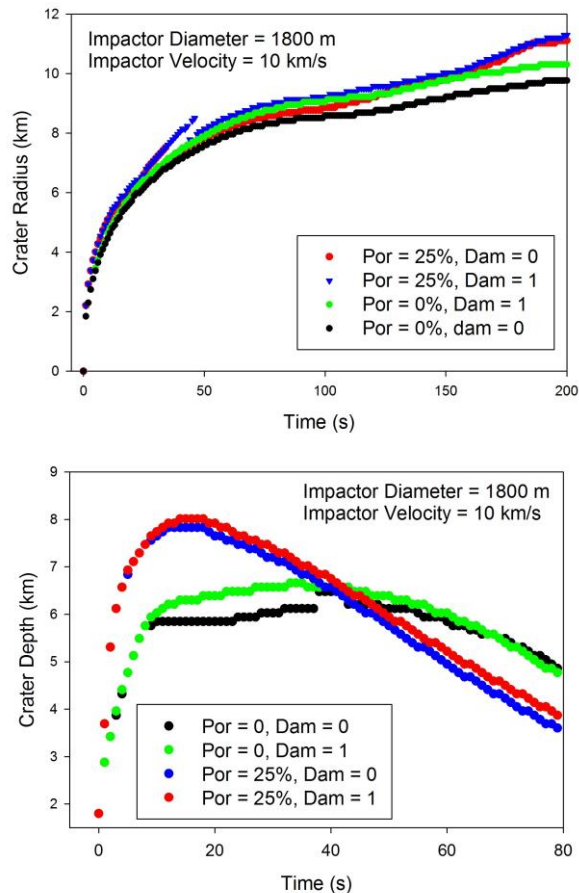 12
10
8
6
4
2
0
Crater Radius (km)
Impactor Diameter = 1800 m
Impactor Velocity = 10 km/s
Por = 25%, Dam = 0
Por = 25%, Dam = 1
Por = 0%, Dam = 1
Por = 0%, dam = 0
0 50 100 150 200
Time (s)
9
8
7
6
5
4
3
2
Crater Depth (km)
Impactor Diameter = 1800 m
Impactor Velocity = 10 km/s
Por = 0, Dam = 0
Por = 0, Dam = 1
Por = 25%, Dam = 0
Por = 25%, Dam = 1
0 20 40 60 80
Time (s)